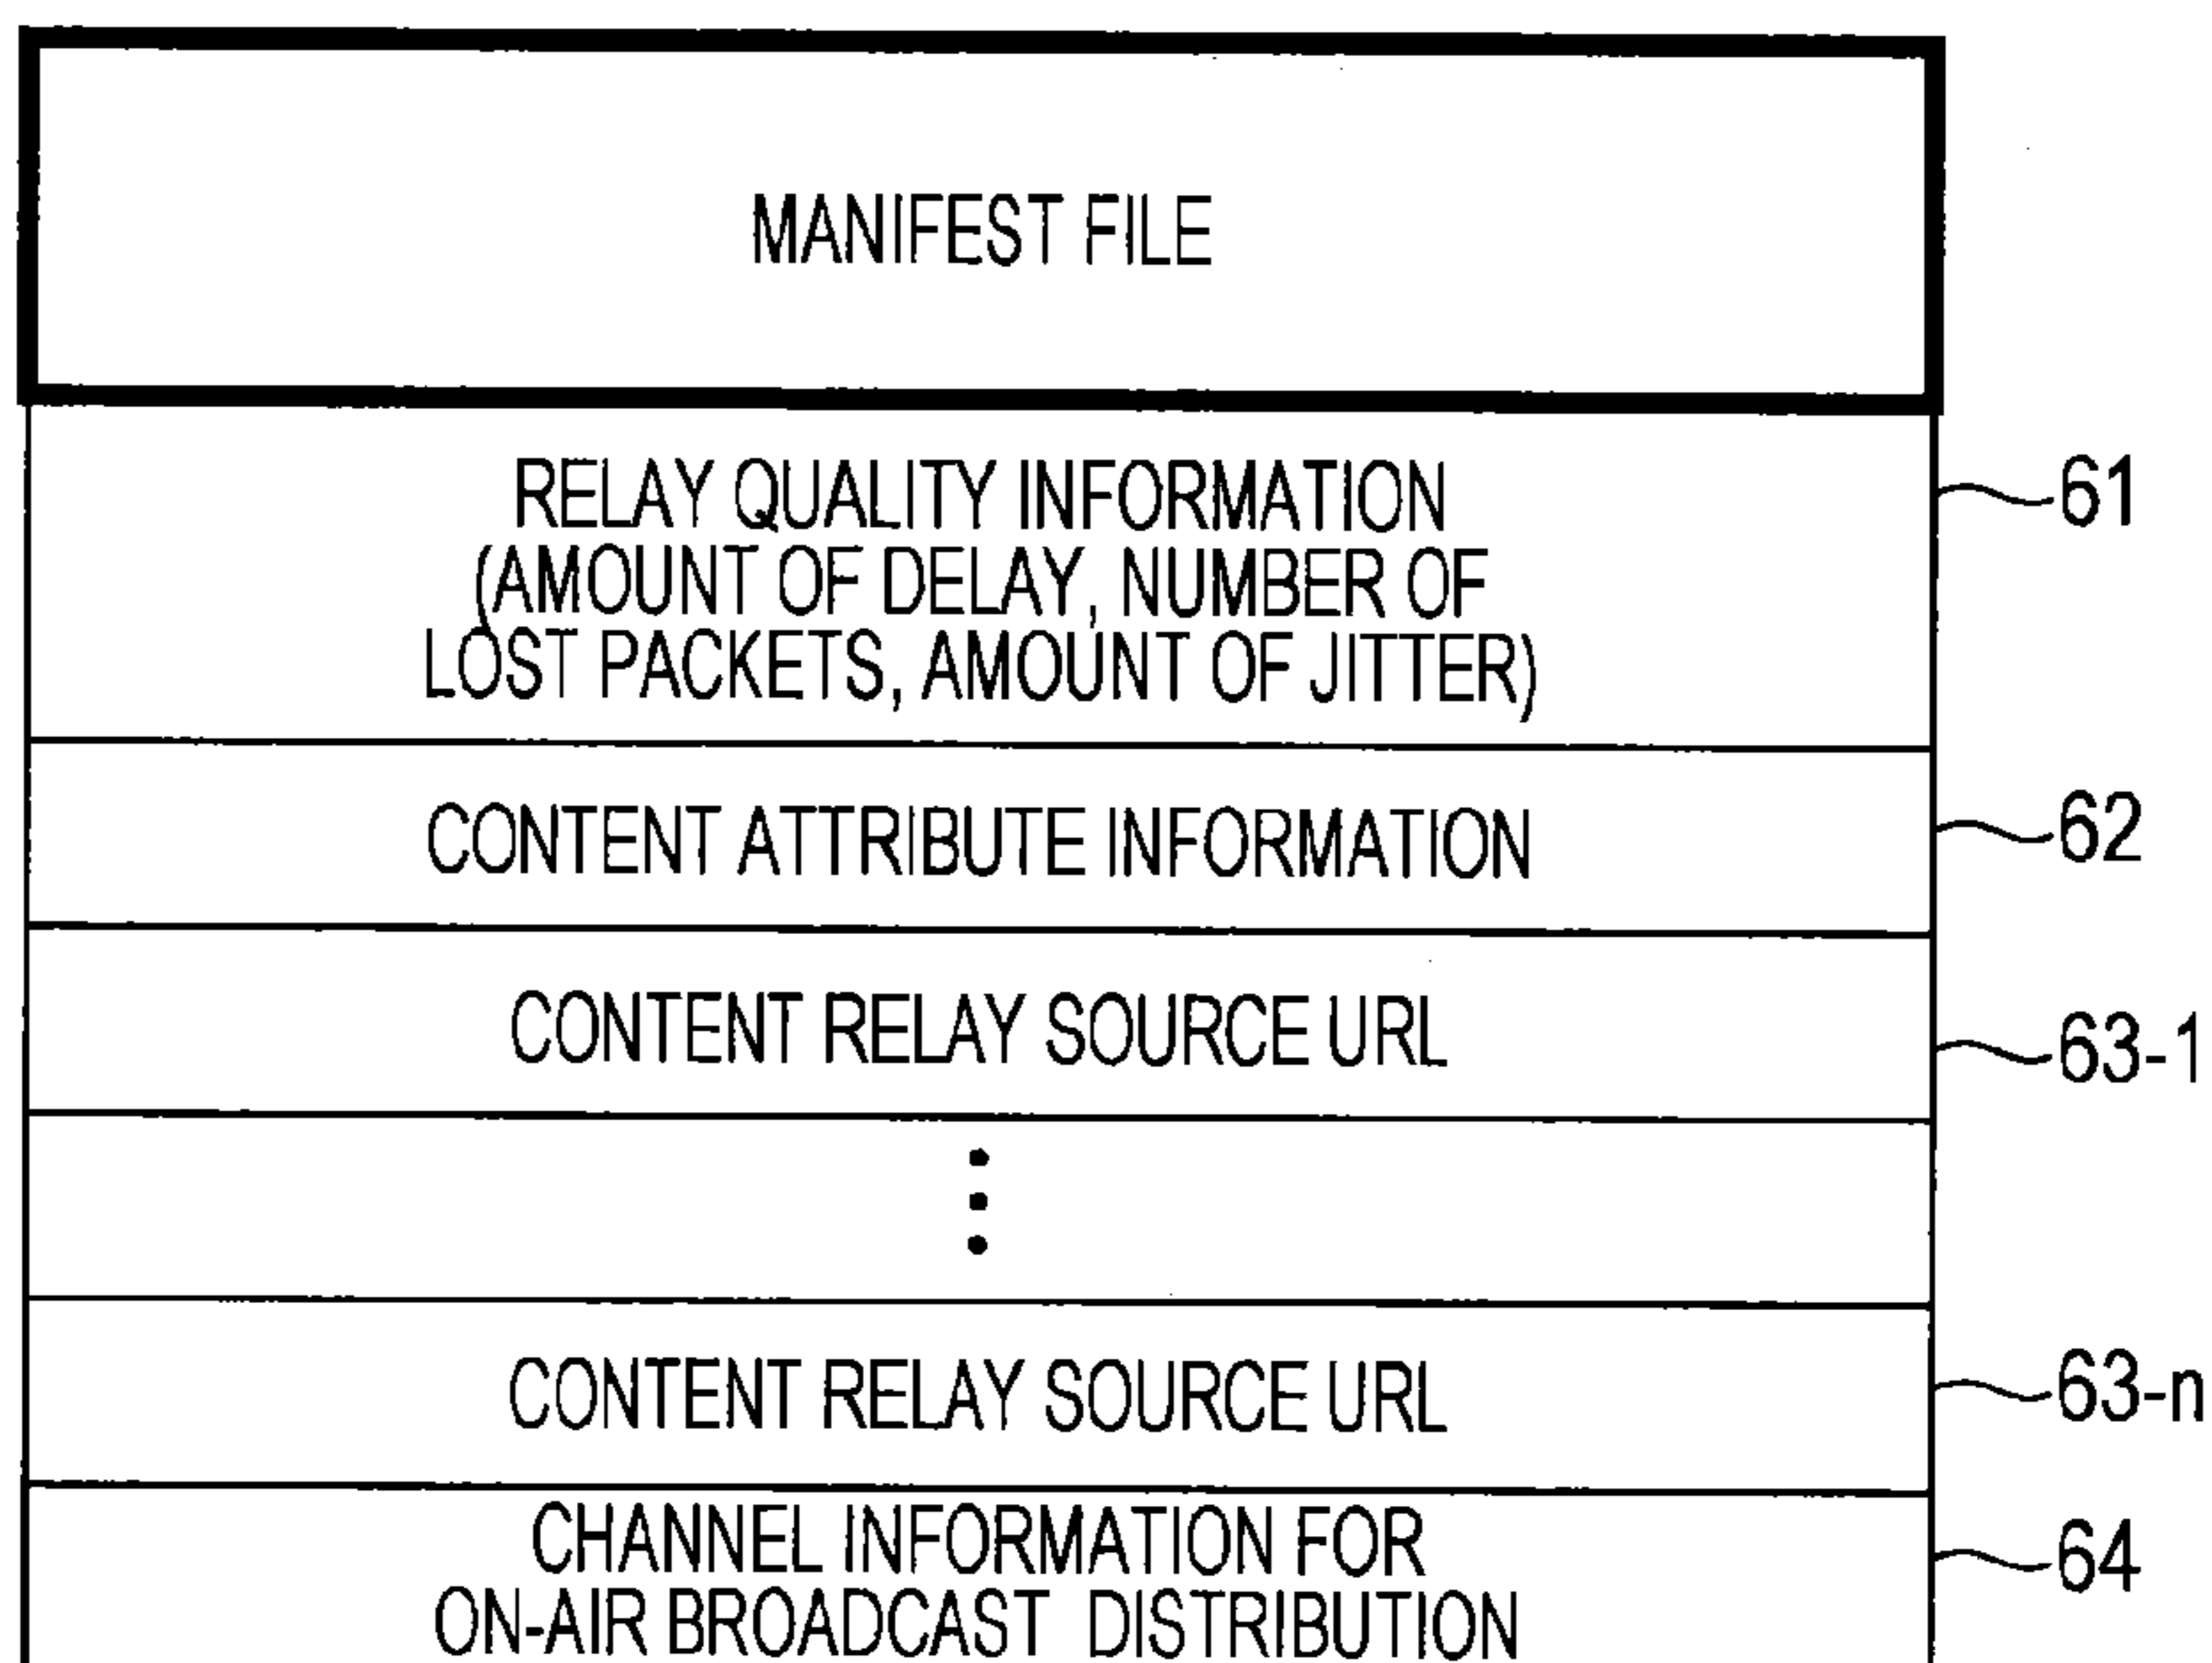 MANIFEST FILE
RELAY QUALITY INFORMATION
(AMOUNT OF DELAY, NUMBER OF
LOST PACKETS, AMOUNT OF JITTER)
61
CONTENT ATTRIBUTE INFORMATION
62
CONTENT RELAY SOURCE URL
63-1
CONTENT RELAY SOURCE URL
63-n
CHANNEL INFORMATION FOR
ON-AIR BROADCAST DISTRIBUTION
64